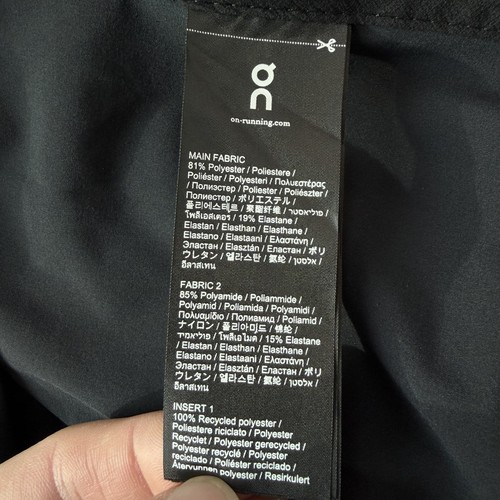 on
on-running.com
MAIN FABRIC
81% Polyester / Poliestere /
Poliéster / Polyesteri / Πολυεστέρας
/ Полиэстер / Poliester / Poliészter /
Полиестер / ポリエステル /
폴리에스테르 / 聚酯纤维 / פוליאסטר /
โพลีเอสเตอร์ / 19% Elastane /
Elastan / Elasthan / Elasthane /
Elastano / Elastaani / Ελαστάνη /
Эластан / Elasztán / Еластан / ポリ
ウレタン / 엘라스탄 / 氨纶 / אלסטן /
อีลาสเทน
FABRIC 2
85% Polyamide / Poliammide /
Polyamid / Poliamida / Polyamidi /
Πολυαμίδιο / Полиамид / Poliamid /
ナイロン / 폴리아미드 / 锦纶 /
פוליאמיד / โพลีเอไมด / 15% Elastane
/ Elastan / Elasthan / Elasthane /
Elastano / Elastaani / Ελαστάνη /
Эластан / Elasztán / Еластан / ポリ
ウレタン / 엘라스탄 / 氨纶 / אלסטן /
อีลาสเทน
INSERT 1
100% Recycled polyester /
Poliestere riciclato / Polyester
Recyclet / Polyester gerecycled /
Polyester recyclé / Poliéster
reciclado / Poliéster reciclado /
Återvunnen polyester / Resirkulert